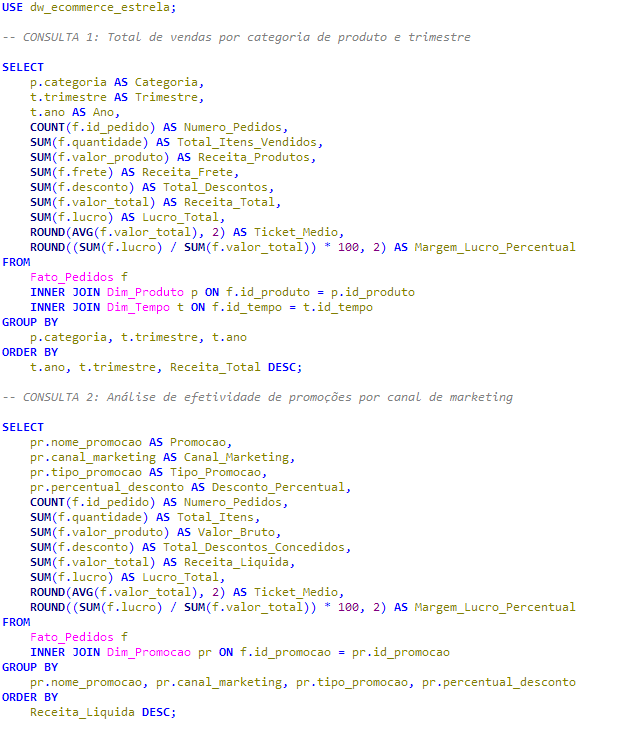 USE dw_ecommerce_estrela;
-- CONSULTA 1: Total de vendas por categoria de produto e trimestre
SELECT
p.categoria AS Categoria,
t.trimestre AS Trimestre,
t.ano AS Ano,
COUNT(f.id_pedido) AS Numero_Pedidos,
SUM(f.quantidade) AS Total_Itens_Vendidos,
SUM(f.valor_produto) AS Receita_Produtos,
SUM(f.frete) AS Receita_Frete,
SUM(f.desconto) AS Total_Descontos,
SUM(f.valor_total) AS Receita_Total,
SUM(f.lucro) AS Lucro_Total,
ROUND(AVG(f.valor_total), 2) AS Ticket_Medio,
ROUND((SUM(f.lucro) / SUM(f.valor_total)) * 100, 2) AS Margem_Lucro_Percentual
FROM
Fato_Pedidos f
INNER JOIN Dim_Produto p ON f.id_produto = p.id_produto
INNER JOIN Dim_Tempo t ON f.id_tempo = t.id_tempo
GROUP BY
p.categoria, t.trimestre, t.ano
ORDER BY
t.ano, t.trimestre, Receita_Total DESC;
-- CONSULTA 2: Análise de efetividade de promoções por canal de marketing
SELECT
pr.nome_promocao AS Promocao,
pr.canal_marketing AS Canal_Marketing,
pr.tipo_promocao AS Tipo_Promocao,
pr.percentual_desconto AS Desconto_Percentual,
COUNT(f.id_pedido) AS Numero_Pedidos,
SUM(f.quantidade) AS Total_Itens,
SUM(f.valor_produto) AS Valor_Bruto,
SUM(f.desconto) AS Total_Descontos_Concedidos,
SUM(f.valor_total) AS Receita_Liquida,
SUM(f.lucro) AS Lucro_Total,
ROUND(AVG(f.valor_total), 2) AS Ticket_Medio,
ROUND((SUM(f.lucro) / SUM(f.valor_total)) * 100, 2) AS Margem_Lucro_Percentual
FROM
Fato_Pedidos f
INNER JOIN Dim_Promocao pr ON f.id_promocao = pr.id_promocao
GROUP BY
pr.nome_promocao, pr.canal_marketing, pr.tipo_promocao, pr.percentual_desconto
ORDER BY
Receita_Liquida DESC;